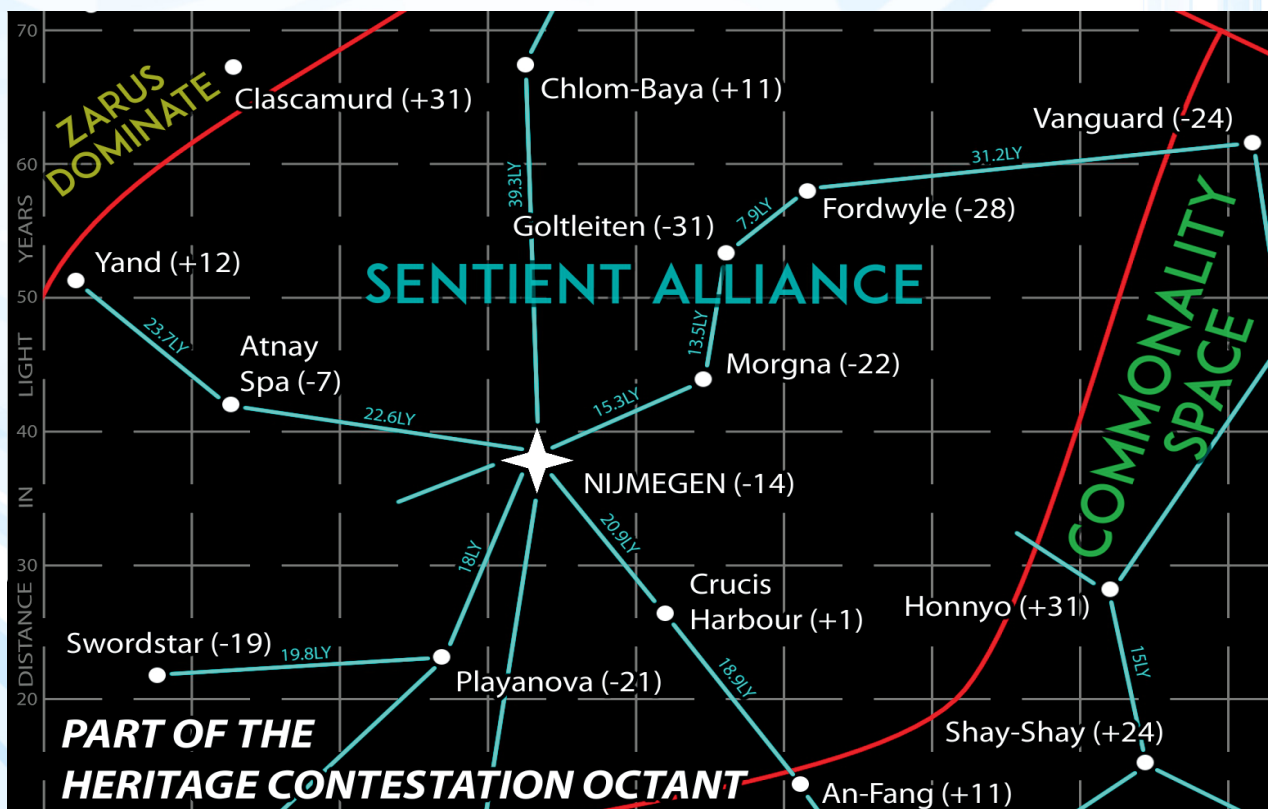 70
ZARUS
DOMINATE
Clascamurd (+31)
Chlom-Baya (+11)
Vanguard (-24)
60
39.3LY
31.2LY
7.9LY
Fordwyle (-28)
Goltleiten (-31)
Yand (+12)
SENTIENT ALLIANCE
50
23.7LY
13.5LY
Atnay
Spa (-7)
Morgna (-22)
COMMONALITY
SPACE
22.6LY
15.3LY
40
NIJMEGEN (-14)
20.9LY
18LY
30
Crucis
Harbour (+1)
Honnyo (+31)
Swordstar (-19)
19.8LY
Playanova (-21)
18.9LY
15LY
20
Shay-Shay (+24)
An-Fang (+11)
DISTANCE IN LIGHT YEARS
PART OF THE
HERITAGE CONTESTATION OCTANT